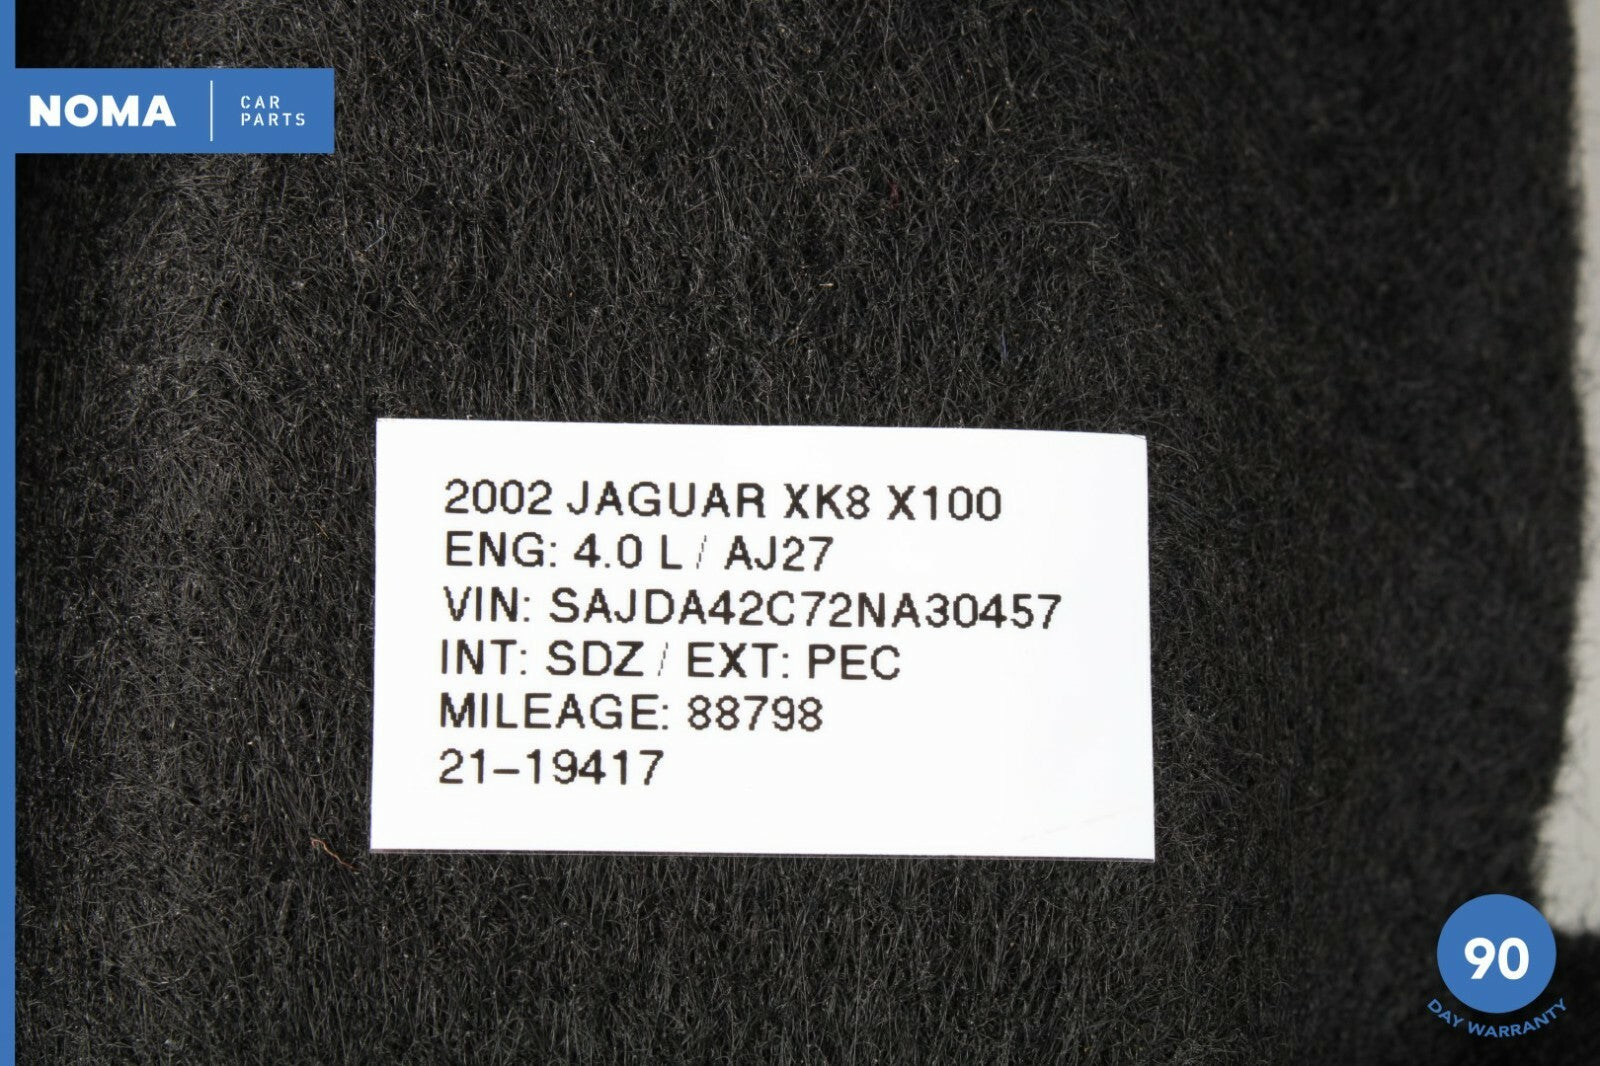 NOMA
CAR
PARTS
2002 JAGUAR XK8 X100
ENG: 4.0 L / AJ27
VIN: SAJDA42C72NA30457
INT: SDZ / EXT: PEC
MILEAGE: 88798
21-19417
90
DAY WARRANTY